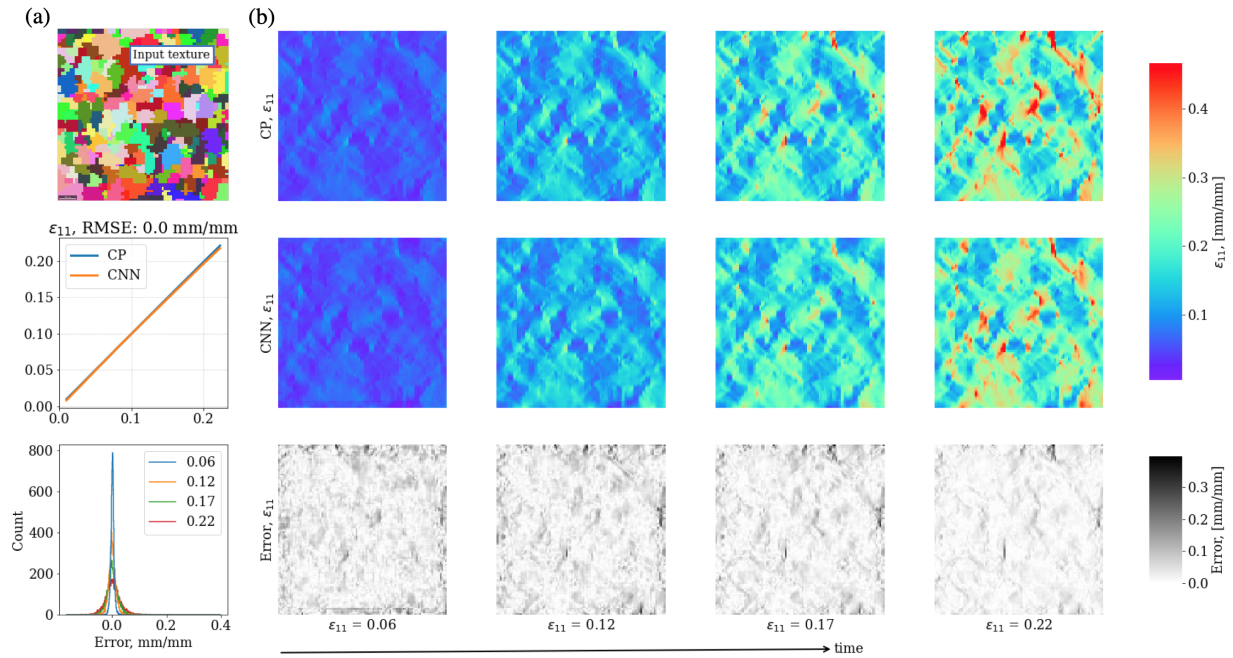 (a)
Input texture
ε₁₁, RMSE: 0.0 mm/mm
CP
CNN
0.20
0.15
0.10
0.05
0.00
0.0
0.1
0.2
800
600
400
200
0
Count
0.06
0.12
0.17
0.22
0.0
0.2
0.4
Error, mm/mm
(b)
CP, ε₁₁
CNN, ε₁₁
Error, ε₁₁
ε₁₁ = 0.06
ε₁₁ = 0.12
ε₁₁ = 0.17
ε₁₁ = 0.22
time
0.4
0.3
0.2
0.1
ε₁₁, [mm/mm]
0.3
0.2
0.1
0.0
Error, [mm/mm]